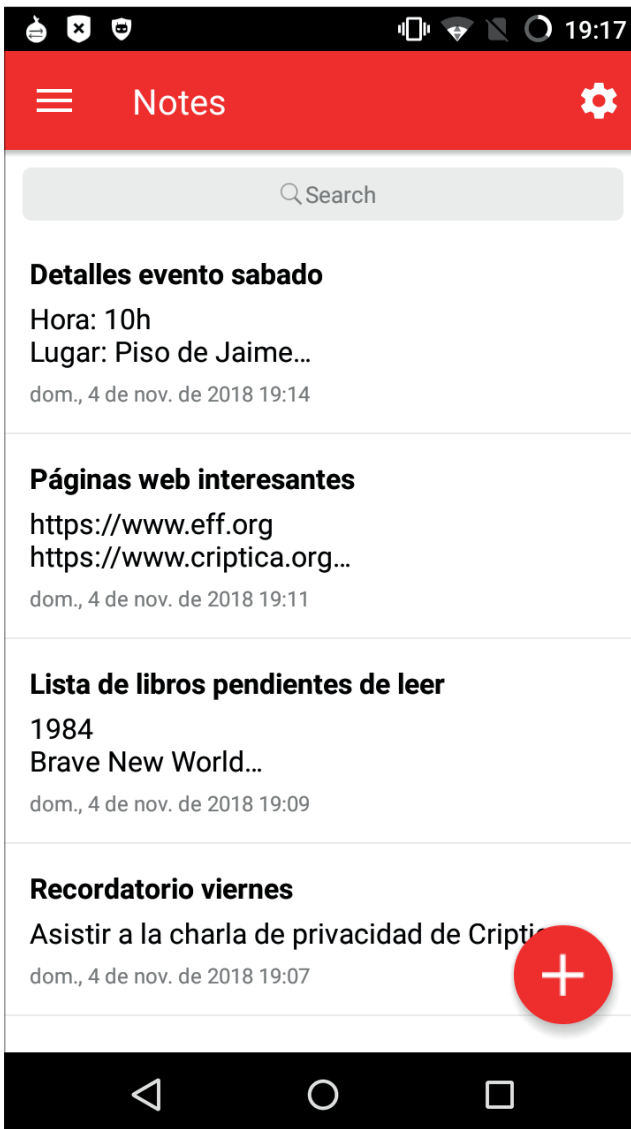 19:17
Notes
Search
Detalles evento sabado
Hora: 10h
Lugar: Piso de Jaime...
dom., 4 de nov. de 2018 19:14
Páginas web interesantes
https://www.eff.org
https://www.criptica.org...
dom., 4 de nov. de 2018 19:11
Lista de libros pendientes de leer
1984
Brave New World...
dom., 4 de nov. de 2018 19:09
Recordatorio viernes
Asistir a la charla de privacidad de
dom., 4 de nov. de 2018 19:07